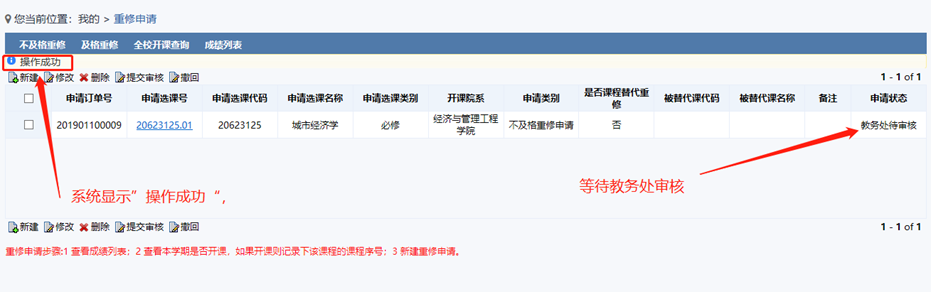 您当前位置：我的 > 重修申请
不及格重修 及格重修 全校开课查询 成绩列表
操作成功
新建 修改 删除 提交审核 撤回 1 - 1 of 1
申请订单号 申请选课号 申请选课代码 申请选课名称 申请选课类别 开课院系 申请类别 是否课程替代重修 被替代课代码 被替代课名称 备注 申请状态
201901100009 20623125.01 20623125 城市经济学 必修 经济与管理工程学院 不及格重修申请 否 教务处待审核
系统显示”操作成功“，
等待教务处审核
新建 修改 删除 提交审核 撤回 1 - 1 of 1
重修申请步骤:1 查看成绩列表；2 查看本学期是否开课，如果开课则记录下该课程的课程序号；3 新建重修申请。